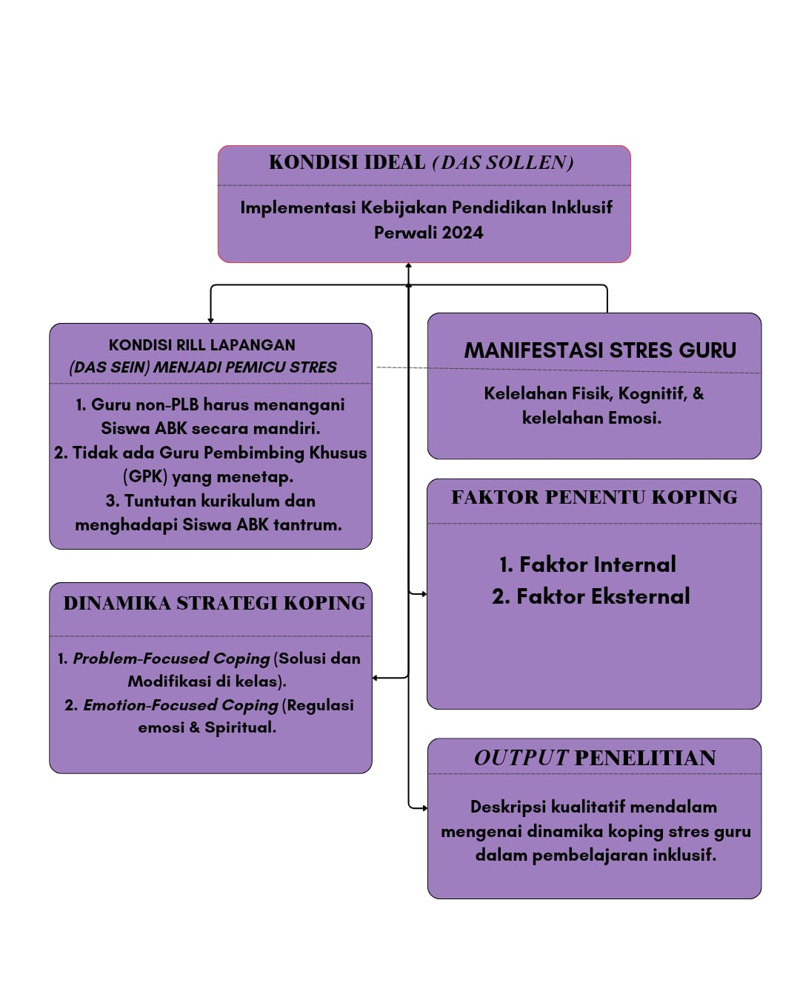 KONDISI IDEAL (DAS SOLLEN)
Implementasi Kebijakan Pendidikan Inklusif
Perwali 2024
KONDISI RILL LAPANGAN
(DAS SEIN) MENJADI PEMICU STRES
1. Guru non-PLB harus menangani
Siswa ABK secara mandiri.
2. Tidak ada Guru Pembimbing Khusus
(GPK) yang menetap.
3. Tuntutan kurikulum dan
menghadapi Siswa ABK tantrum.
MANIFESTASI STRES GURU
Kelelahan Fisik, Kognitif, &
kelelahan Emosi.
FAKTOR PENENTU KOPING
1. Faktor Internal
2. Faktor Eksternal
DINAMIKA STRATEGI KOPING
1. Problem-Focused Coping (Solusi dan
Modifikasi di kelas).
2. Emotion-Focused Coping (Regulasi
emosi & Spiritual.
OUTPUT PENELITIAN
Deskripsi kualitatif mendalam
mengenai dinamika koping stres guru
dalam pembelajaran inklusif.